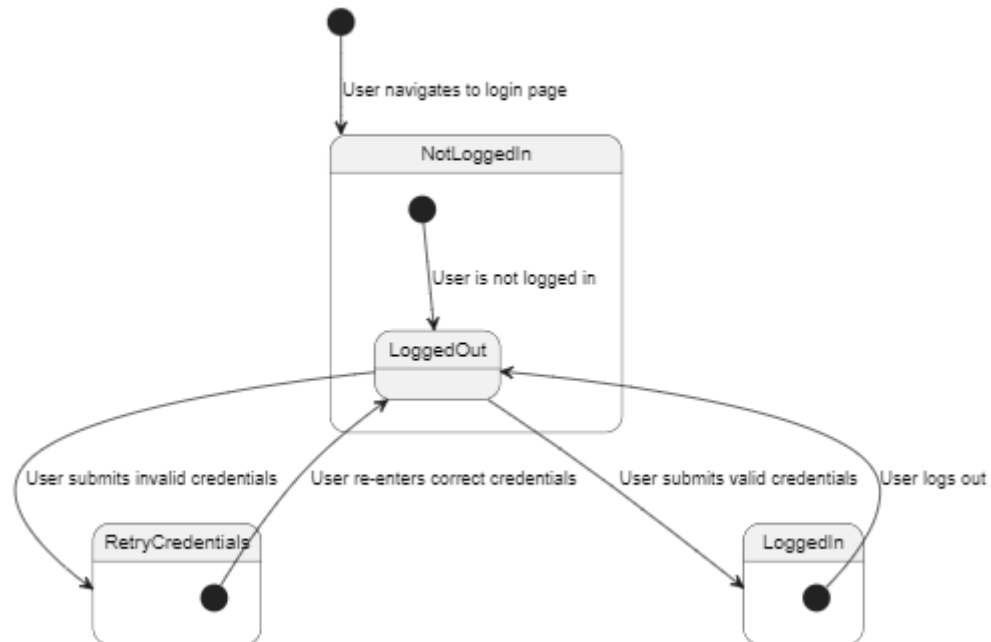 User navigates to login page
NotLoggedIn
User is not logged in
LoggedOut
User submits invalid credentials
User re-enters correct credentials
User submits valid credentials
User logs out
RetryCredentials
LoggedIn